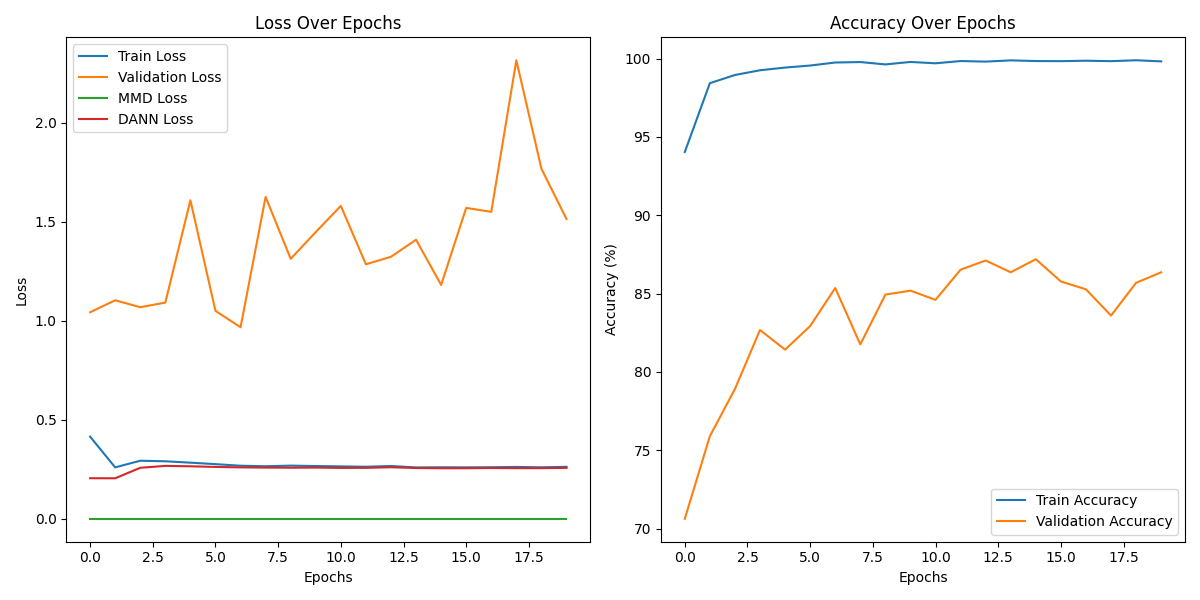 Loss Over Epochs
Train Loss
Validation Loss
MMD Loss
DANN Loss
2.0
1.5
1.0
0.5
0.0
Loss
0.0 2.5 5.0 7.5 10.0 12.5 15.0 17.5
Epochs
Accuracy Over Epochs
100
95
90
85
80
75
70
Accuracy (%)
Train Accuracy
Validation Accuracy
0.0 2.5 5.0 7.5 10.0 12.5 15.0 17.5
Epochs